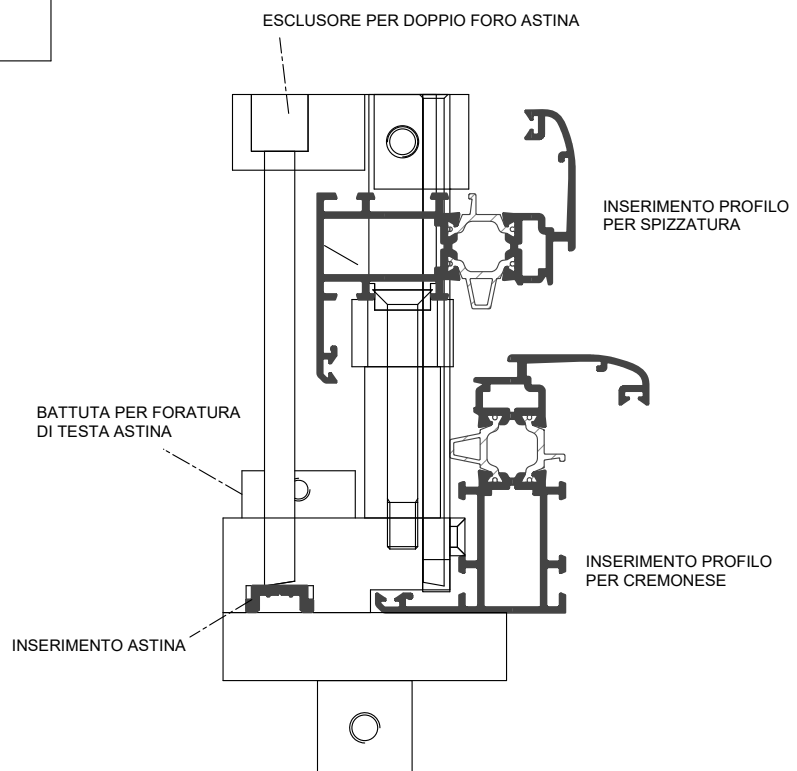 ESCLUSORE PER DOPPIO FORO ASTINA
INSERIMENTO PROFILO
PER SPIZZATURA
BATTUTA PER FORATURA
DI TESTA ASTINA
INSERIMENTO PROFILO
PER CREMONESE
INSERIMENTO ASTINA